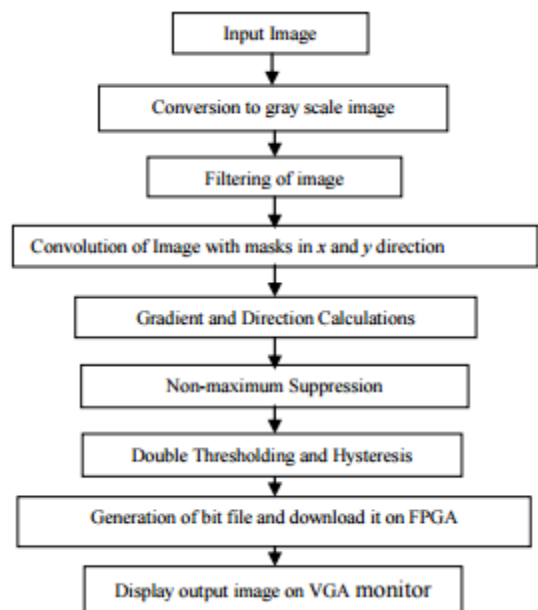 Input Image
Conversion to gray scale image
Filtering of image
Convolution of Image with masks in x and y direction
Gradient and Direction Calculations
Non-maximum Suppression
Double Thresholding and Hysteresis
Generation of bit file and download it on FPGA
Display output image on VGA monitor